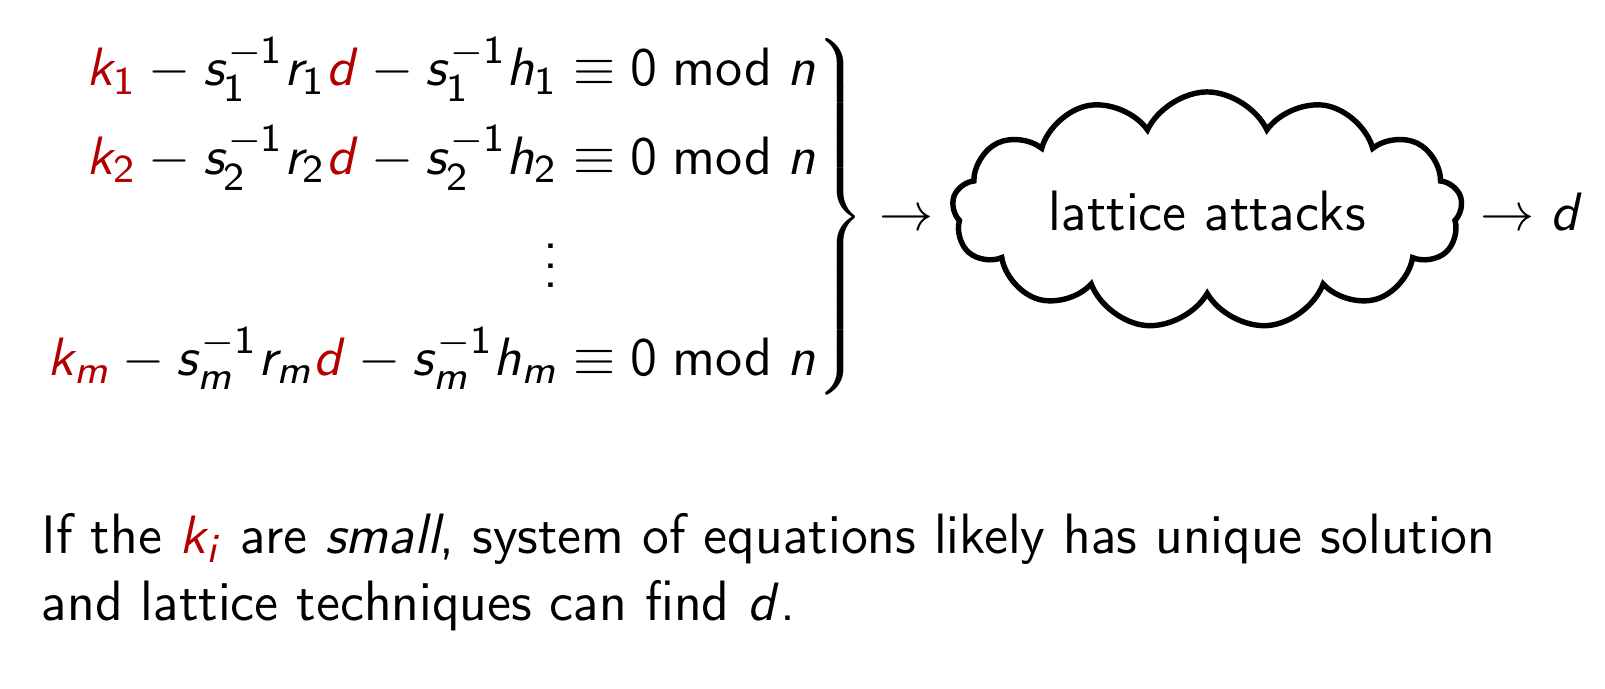 k₁ − s₁⁻¹r₁d − s₁⁻¹h₁ ≡ 0 mod n
k₂ − s₂⁻¹r₂d − s₂⁻¹h₂ ≡ 0 mod n
⋮
kₘ − sₘ⁻¹rₘd − sₘ⁻¹hₘ ≡ 0 mod n
→ lattice attacks → d
If the kᵢ are small, system of equations likely has unique solution
and lattice techniques can find d.